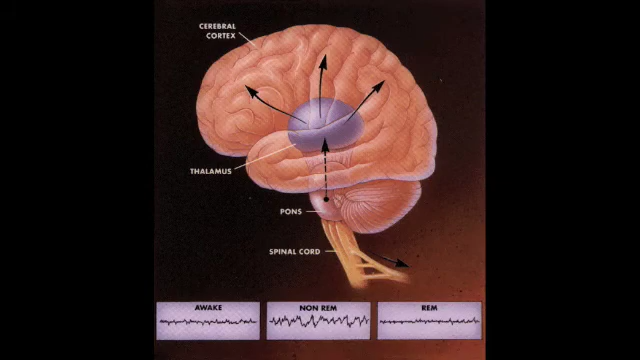 CEREBRAL
CORTEX
THALAMUS
PONS
SPINAL CORD
AWAKE
NON REM
REM